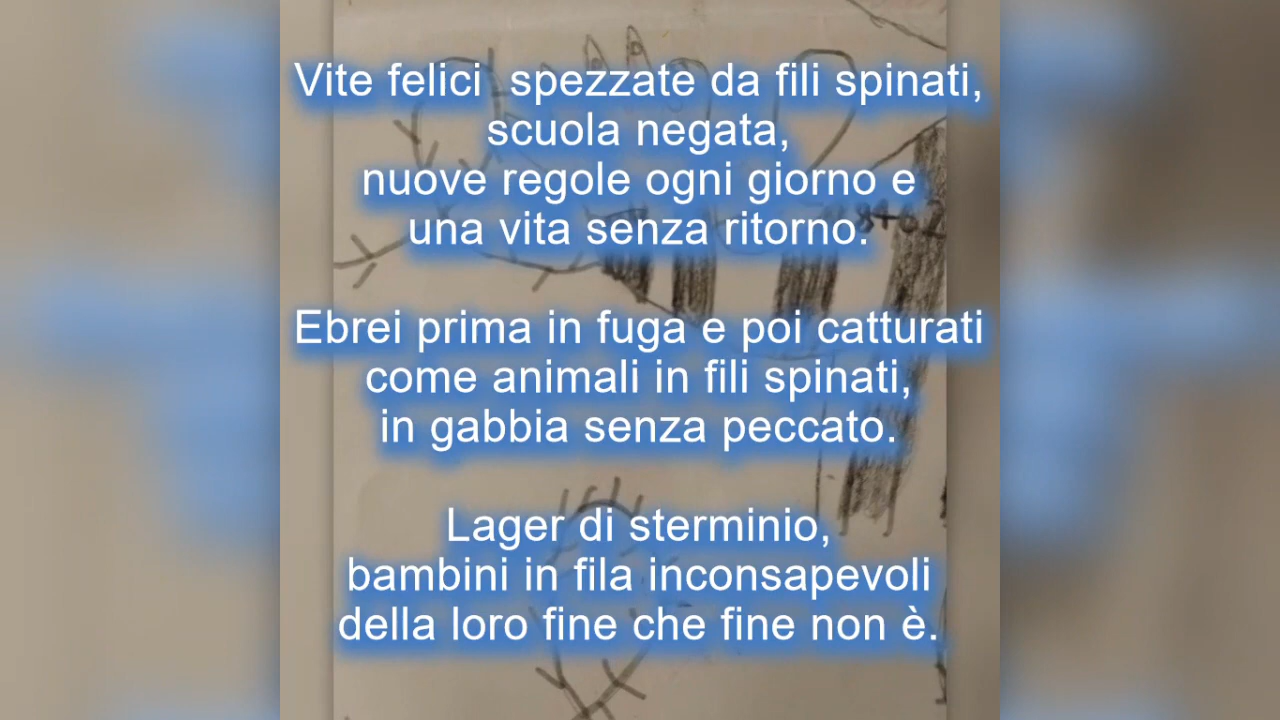 Vite felici  spezzate da fili spinati,
scuola negata,
nuove regole ogni giorno e
una vita senza ritorno.
Ebrei prima in fuga e poi catturati
come animali in fili spinati,
in gabbia senza peccato.
Lager di sterminio,
bambini in fila inconsapevoli
della loro fine che fine non è.